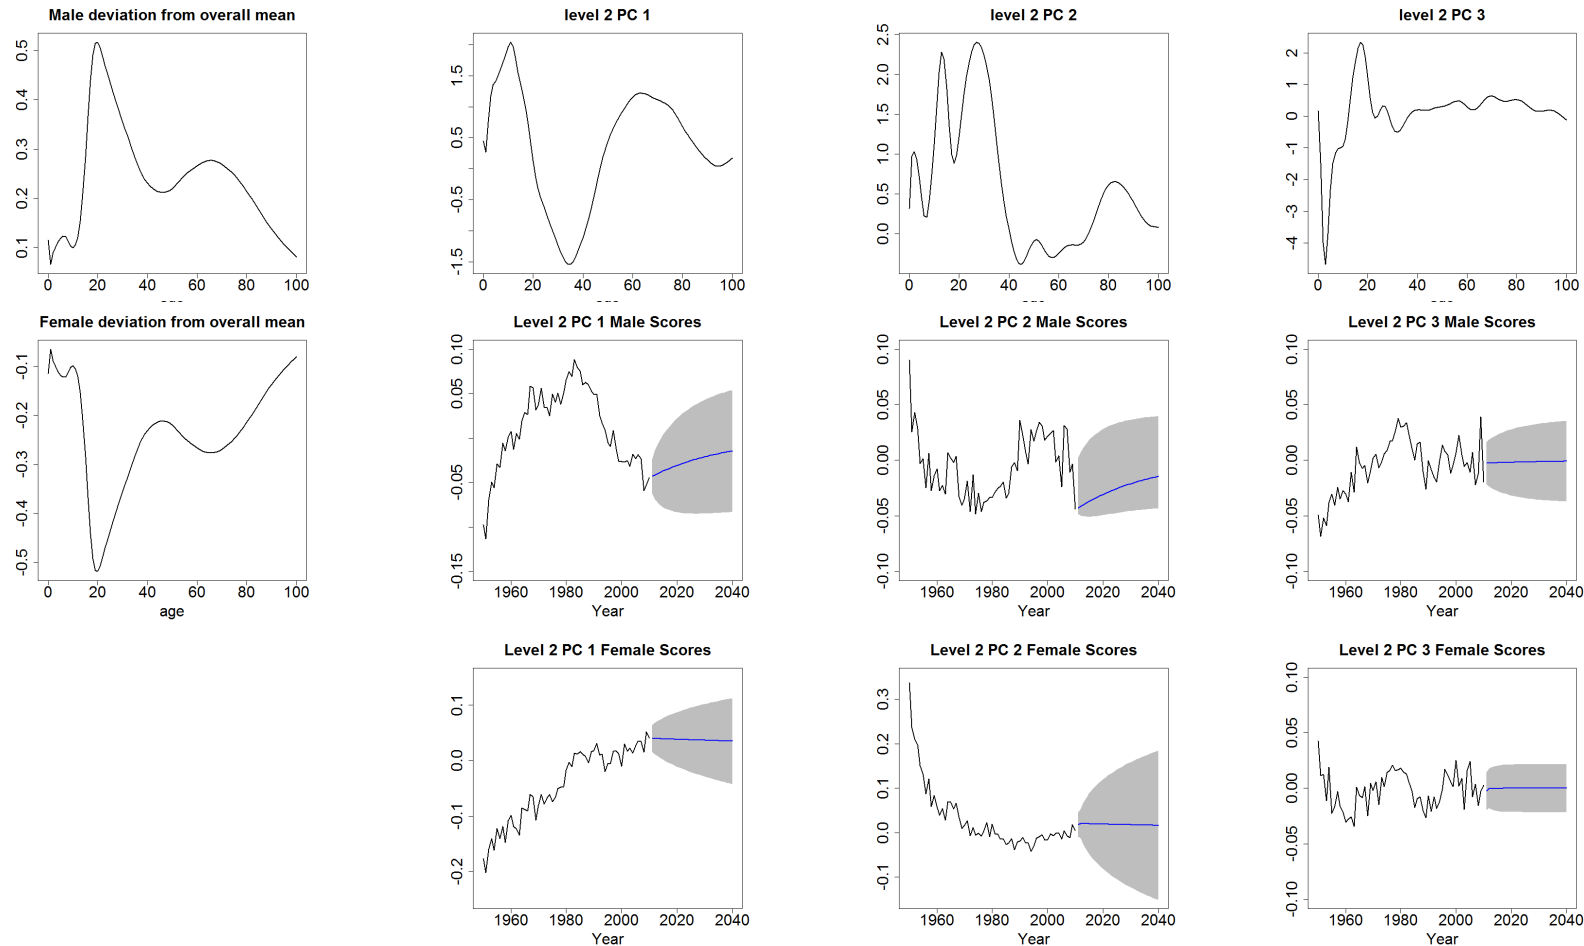 Male deviation from overall mean
0.1 0.2 0.3 0.4 0.5
0 20 40 60 80 100
level 2 PC 1
-1.5 -0.5 0.5 1.5
0 20 40 60 80 100
age
level 2 PC 2
0.0 0.5 1.0 1.5 2.0 2.5
0 20 40 60 80 100
level 2 PC 3
-4 -3 -2 -1 0 1 2
0 20 40 60 80 100
Female deviation from overall mean
-0.5 -0.4 -0.3 -0.2 -0.1
0 20 40 60 80 100
age
Level 2 PC 1 Male Scores
-0.15 -0.05 0.05 0.10
1960 1980 2000 2020 2040
Year
Level 2 PC 2 Male Scores
-0.10 -0.05 0.00 0.05 0.10
1960 1980 2000 2020 2040
Year
Level 2 PC 3 Male Scores
-0.10 -0.05 0.00 0.05 0.10
1960 1980 2000 2020 2040
Year
Level 2 PC 1 Female Scores
-0.2 -0.1 0.0 0.1
1960 1980 2000 2020 2040
Year
Level 2 PC 2 Female Scores
-0.1 0.0 0.1 0.2 0.3
1960 1980 2000 2020 2040
Year
Level 2 PC 3 Female Scores
-0.10 -0.05 0.00 0.05 0.10
1960 1980 2000 2020 2040
Year